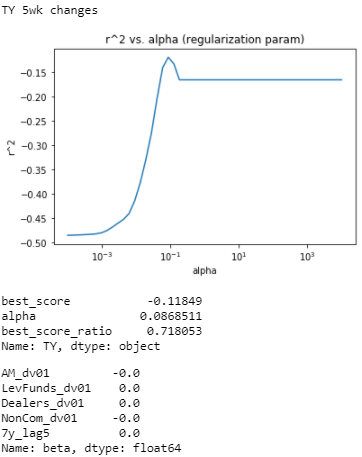 TY 5wk changes
r^2 vs. alpha (regularization param)
r^2
−0.15
−0.20
−0.25
−0.30
−0.35
−0.40
−0.45
−0.50
10^−3
10^−1
10^1
10^3
alpha
best_score -0.11849
alpha 0.0868511
best_score_ratio 0.718053
Name: TY, dtype: object
AM_dv01 -0.0
LevFunds_dv01 0.0
Dealers_dv01 0.0
NonCom_dv01 -0.0
7y_lag5 0.0
Name: beta, dtype: float64